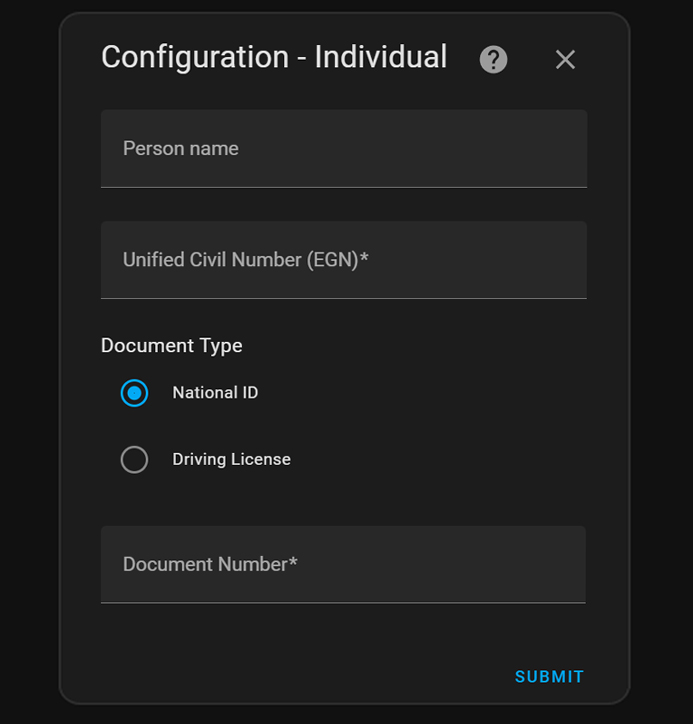 Configuration - Individual
Person name
Unified Civil Number (EGN)*
Document Type
National ID
Driving License
Document Number*
SUBMIT